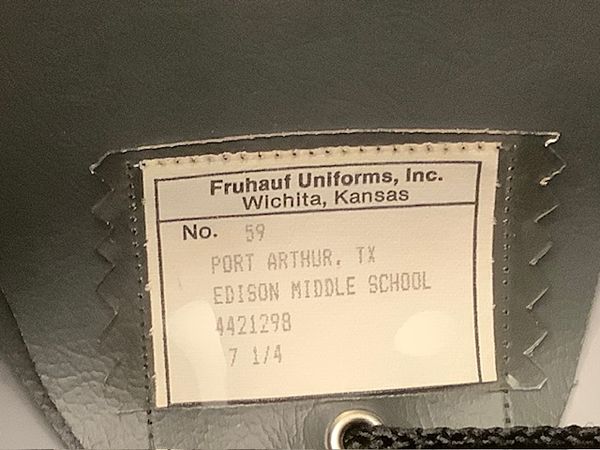 Fruhauf Uniforms, Inc.
Wichita, Kansas
No. 59
PORT ARTHUR, TX
EDISON MIDDLE SCHOOL
4421298
7 1/4